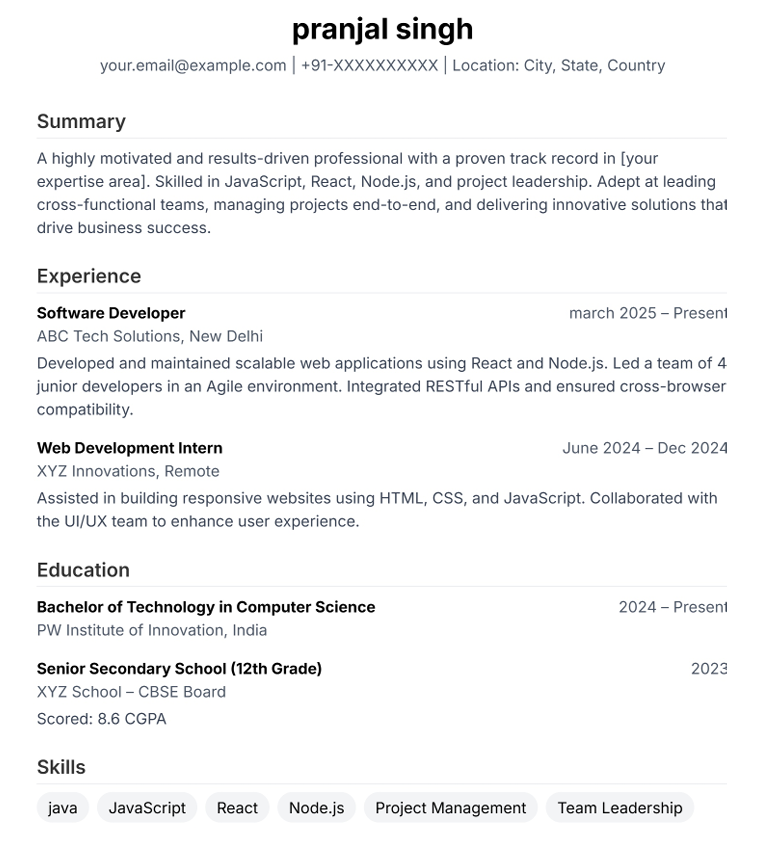 pranjal singh
your.email@example.com | +91-XXXXXXXXXX | Location: City, State, Country
Summary
A highly motivated and results-driven professional with a proven track record in [your
expertise area]. Skilled in JavaScript, React, Node.js, and project leadership. Adept at leading
cross-functional teams, managing projects end-to-end, and delivering innovative solutions that
drive business success.
Experience
Software Developer march 2025 – Present
ABC Tech Solutions, New Delhi
Developed and maintained scalable web applications using React and Node.js. Led a team of 4
junior developers in an Agile environment. Integrated RESTful APIs and ensured cross-browser
compatibility.
Web Development Intern June 2024 – Dec 2024
XYZ Innovations, Remote
Assisted in building responsive websites using HTML, CSS, and JavaScript. Collaborated with
the UI/UX team to enhance user experience.
Education
Bachelor of Technology in Computer Science 2024 – Present
PW Institute of Innovation, India
Senior Secondary School (12th Grade) 2023
XYZ School – CBSE Board
Scored: 8.6 CGPA
Skills
java JavaScript React Node.js Project Management Team Leadership